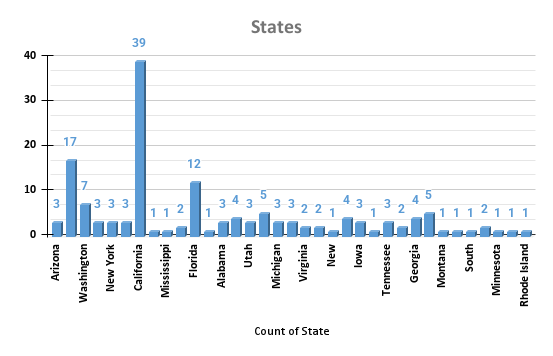 States
39
40
30
20
10
0
3 17 7 3 3 3 1 1 2 12 1 3 4 3 5 3 3 2 2 1 4 3 1 3 2 4 5 1 1 1 2 1 1 1
Arizona
Washington
New York
California
Mississippi
Florida
Alabama
Utah
Michigan
Virginia
New
Iowa
Tennessee
Georgia
Montana
South
Minnesota
Rhode Island
Count of State